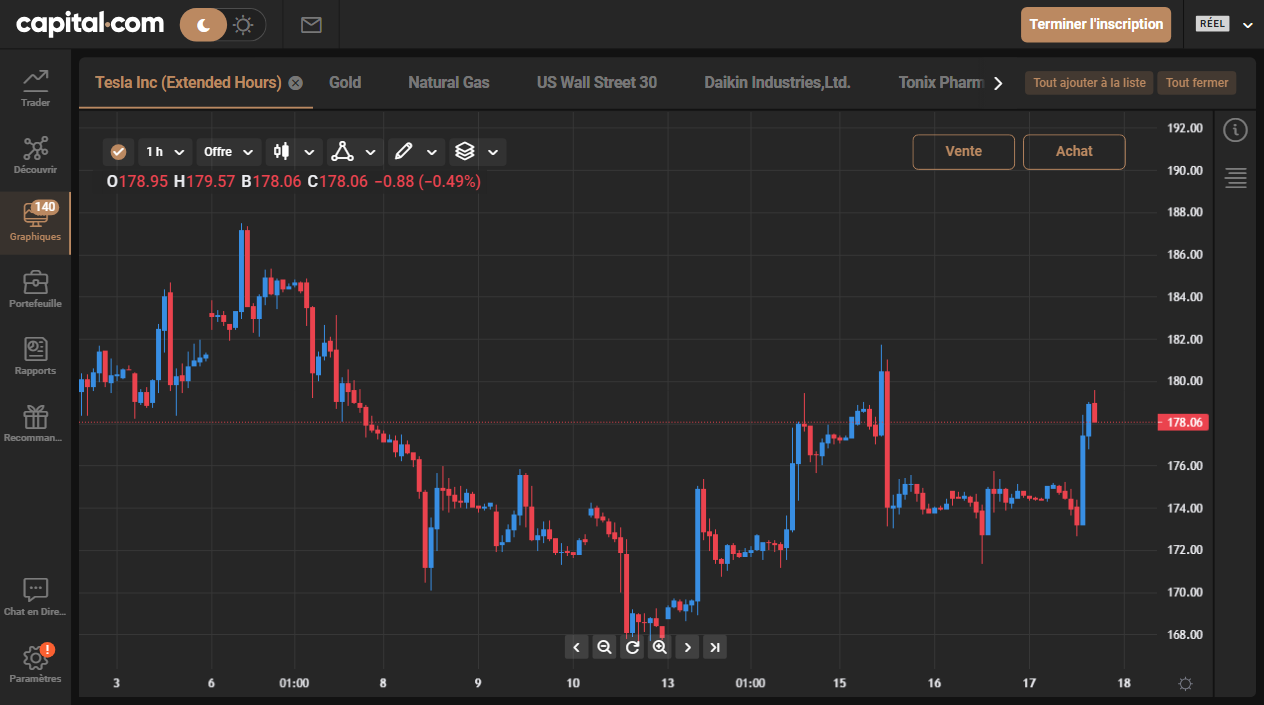 capital.com
Terminer l'inscription
RÉEL
Trader
Découvrir
140
Graphiques
Portefeuille
Rapports
Recomman...
Chat en Dire...
!
Paramètres
Tesla Inc (Extended Hours)
Gold
Natural Gas
US Wall Street 30
Daikin Industries,Ltd.
Tonix Pharm
Tout ajouter à la liste
Tout fermer
1 h
Offre
Vente
Achat
O178.95 H179.57 B178.06 C178.06 −0.88 (−0.49%)
192.00
190.00
188.00
186.00
184.00
182.00
180.00
178.06
176.00
174.00
172.00
170.00
168.00
3 6 01:00 8 9 10 13 01:00 15 16 17 18